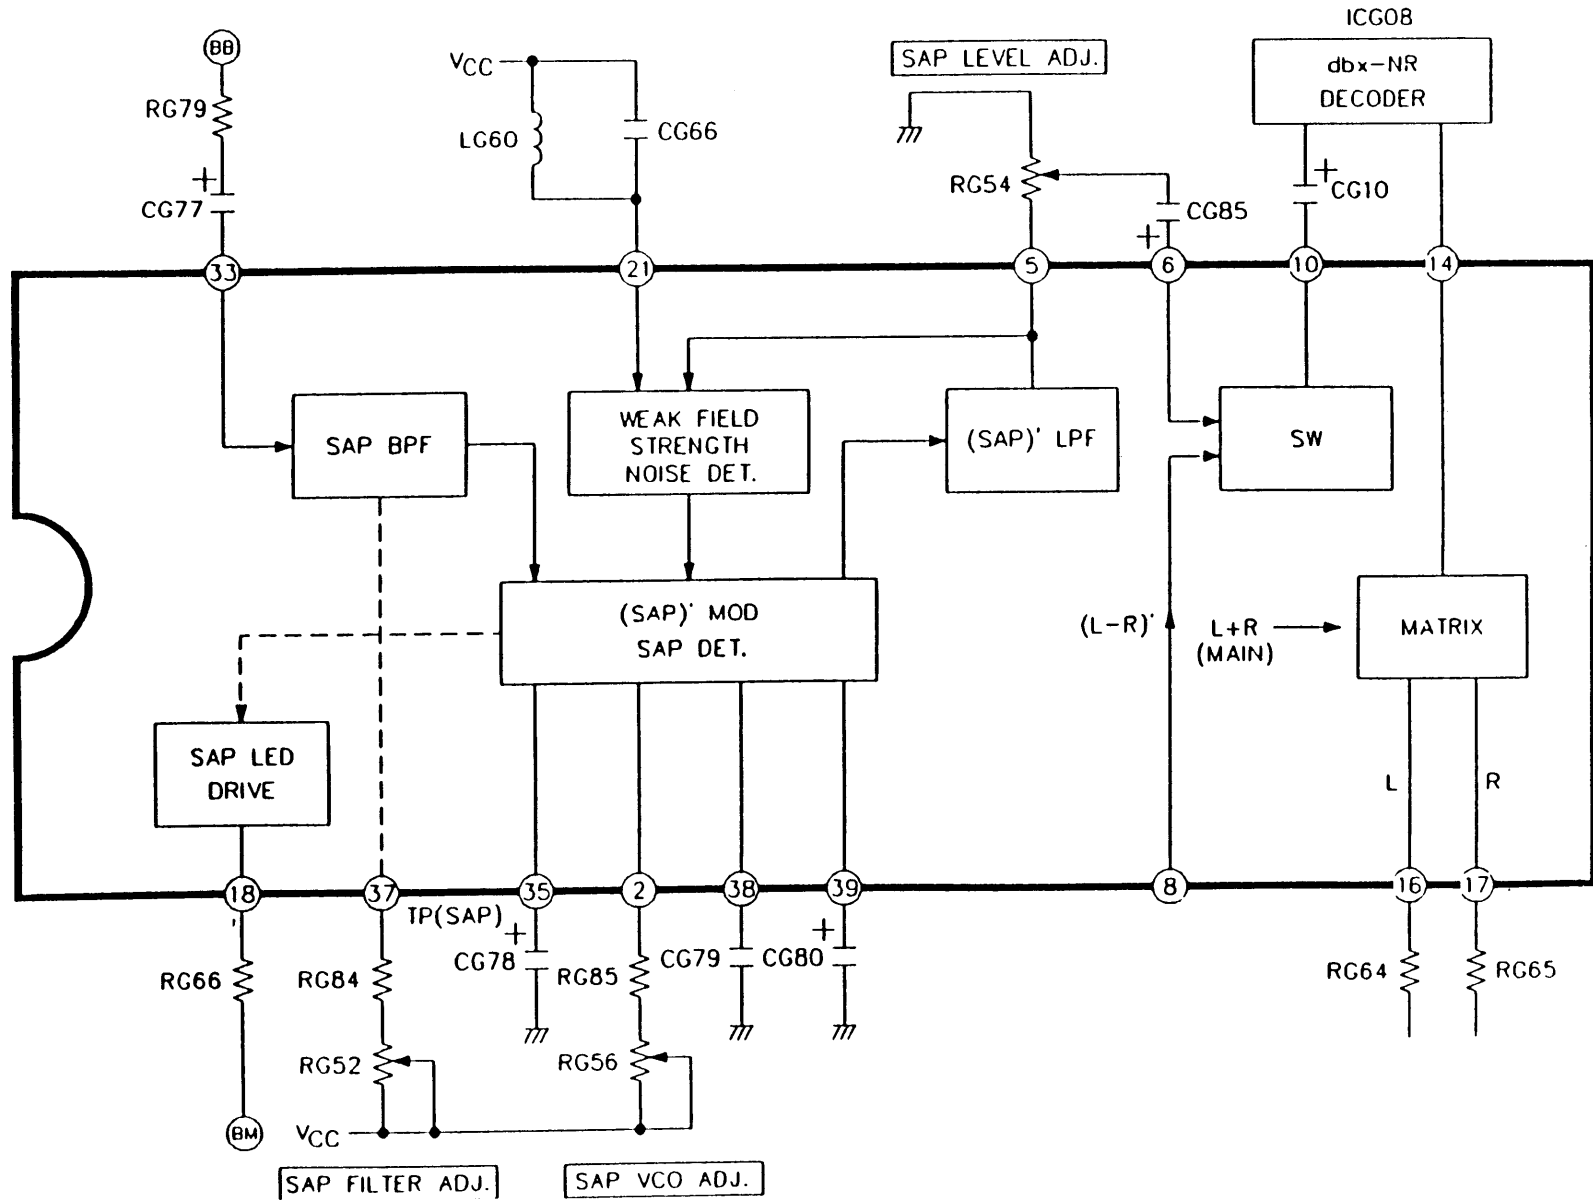 ICG08
BB
VCC
SAP LEVEL ADJ.
dbx-NR
DECODER
RG79
LG60
CG66
RG54
CG77
+
CG85
+
CG10
+
33
21
5
6
10
14
SAP BPF
WEAK FIELD
STRENGTH
NOISE DET.
(SAP)' LPF
SW
(SAP)' MOD
SAP DET.
(L-R)'
L+R
(MAIN)
MATRIX
SAP LED
DRIVE
L
R
18
37
35
2
38
39
8
16
17
TP(SAP)
+
+
RG66
RG84
CG78
RG85
CG79
CG80
RG64
RG65
RG52
RG56
BM
VCC
SAP FILTER ADJ.
SAP VCO ADJ.